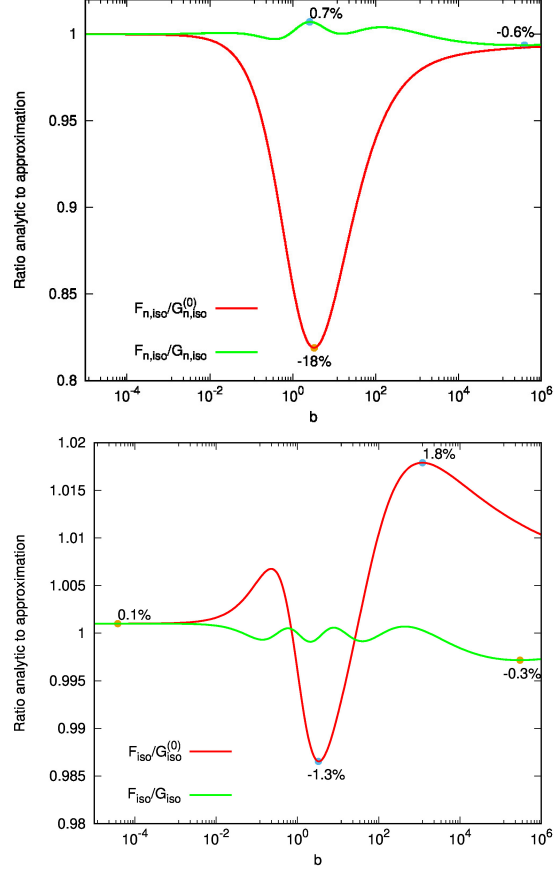 0.7%
1
-0.6%
0.95
Ratio analytic to approximation
0.9
0.85
F_{n,iso}/G_{n,iso}^{(0)}
F_{n,iso}/G_{n,iso}
-18%
0.8
10^{-4} 10^{-2} 10^{0} 10^{2} 10^{4} 10^{6}
b
1.02
1.8%
1.015
1.01
Ratio analytic to approximation
1.005
0.1%
1
0.995
-0.3%
0.99
F_{iso}/G_{iso}^{(0)}
0.985
-1.3%
F_{iso}/G_{iso}
0.98
10^{-4} 10^{-2} 10^{0} 10^{2} 10^{4} 10^{6}
b